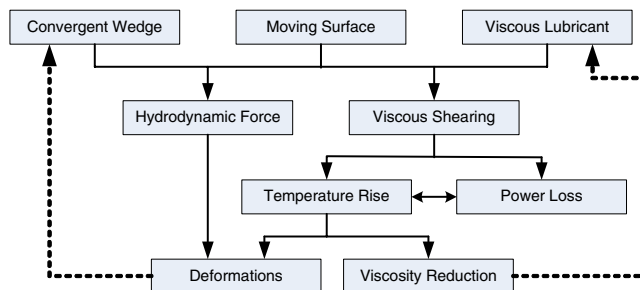 Convergent Wedge
Moving Surface
Viscous Lubricant
Hydrodynamic Force
Viscous Shearing
Temperature Rise
Power Loss
Deformations
Viscosity Reduction